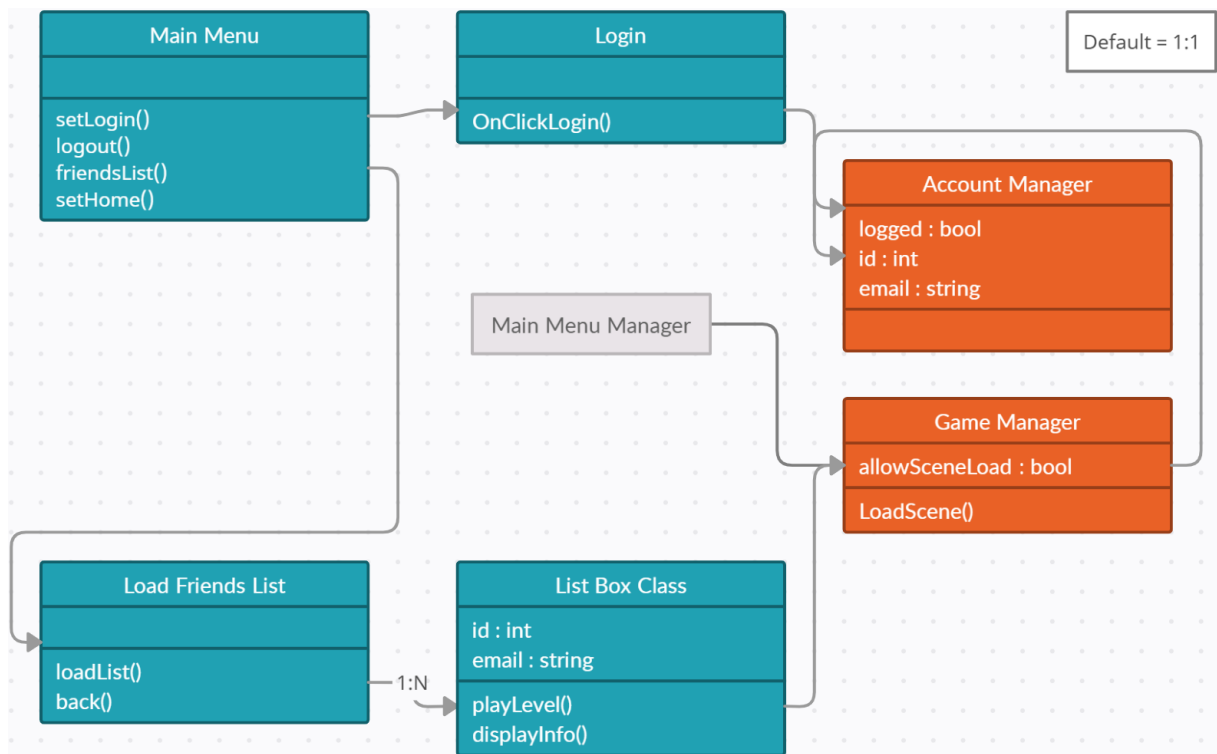 Main Menu
setLogin()
logout()
friendsList()
setHome()
Login
OnClickLogin()
Default = 1:1
Account Manager
logged : bool
id : int
email : string
Main Menu Manager
Game Manager
allowSceneLoad : bool
LoadScene()
Load Friends List
loadList()
back()
1:N
List Box Class
id : int
email : string
playLevel()
displayInfo()